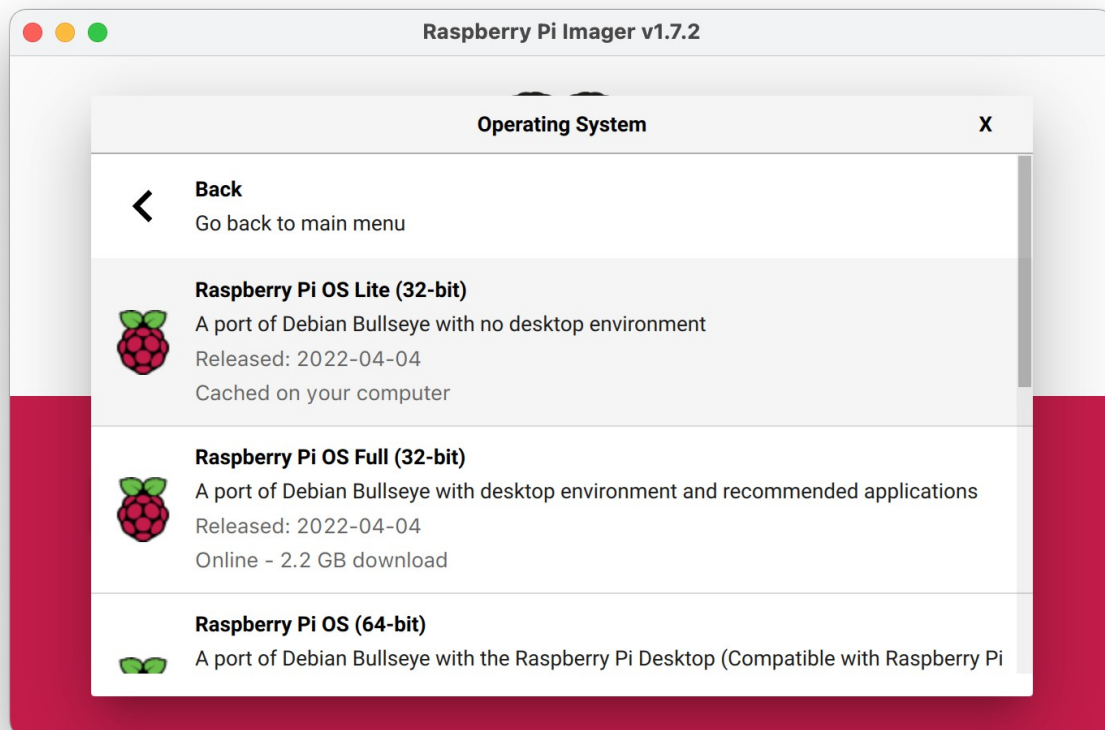 Raspberry Pi Imager v1.7.2
Operating System
X
Back
Go back to main menu
Raspberry Pi OS Lite (32-bit)
A port of Debian Bullseye with no desktop environment
Released: 2022-04-04
Cached on your computer
Raspberry Pi OS Full (32-bit)
A port of Debian Bullseye with desktop environment and recommended applications
Released: 2022-04-04
Online - 2.2 GB download
Raspberry Pi OS (64-bit)
A port of Debian Bullseye with the Raspberry Pi Desktop (Compatible with Raspberry Pi